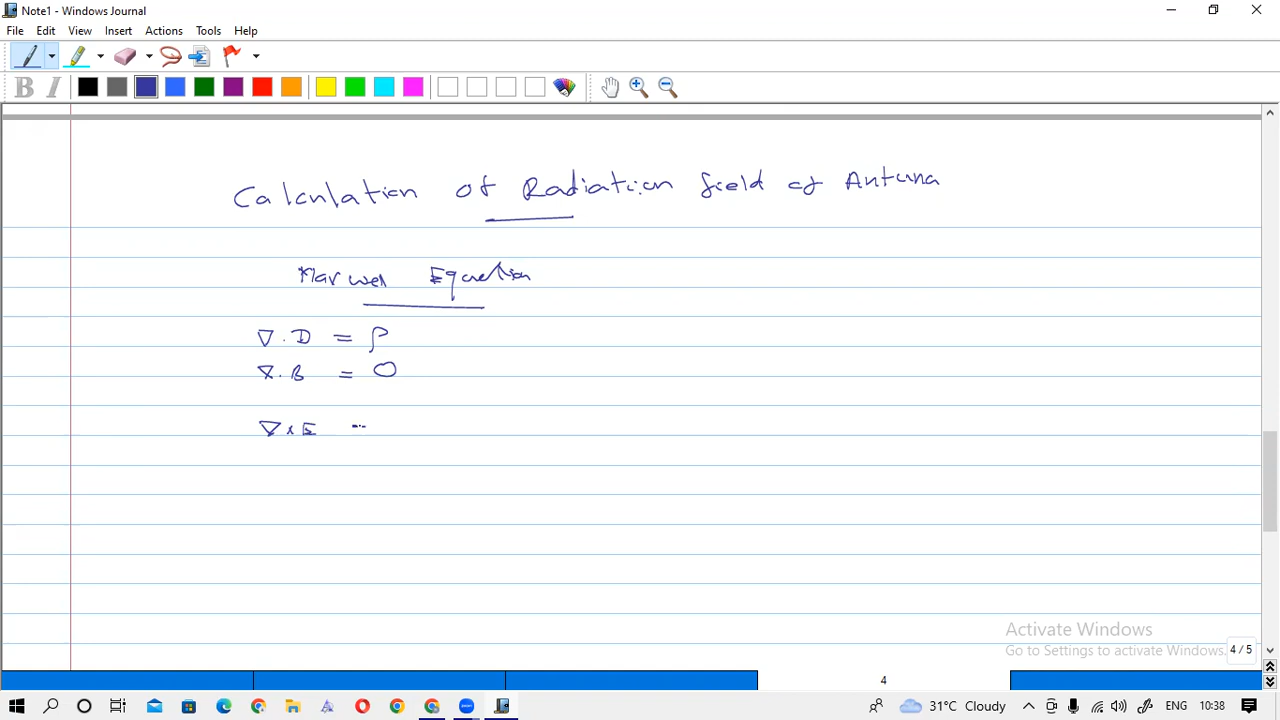 Note1 - Windows Journal
File Edit View Insert Actions Tools Help
B I
Calculation of Radiation field of Antenna
Maxwel Equation
∇.D = ρ
∇.B = 0
∇×E =
Activate Windows
Go to Settings to activate Windows.
4 / 5
4
31°C Cloudy ENG 10:38